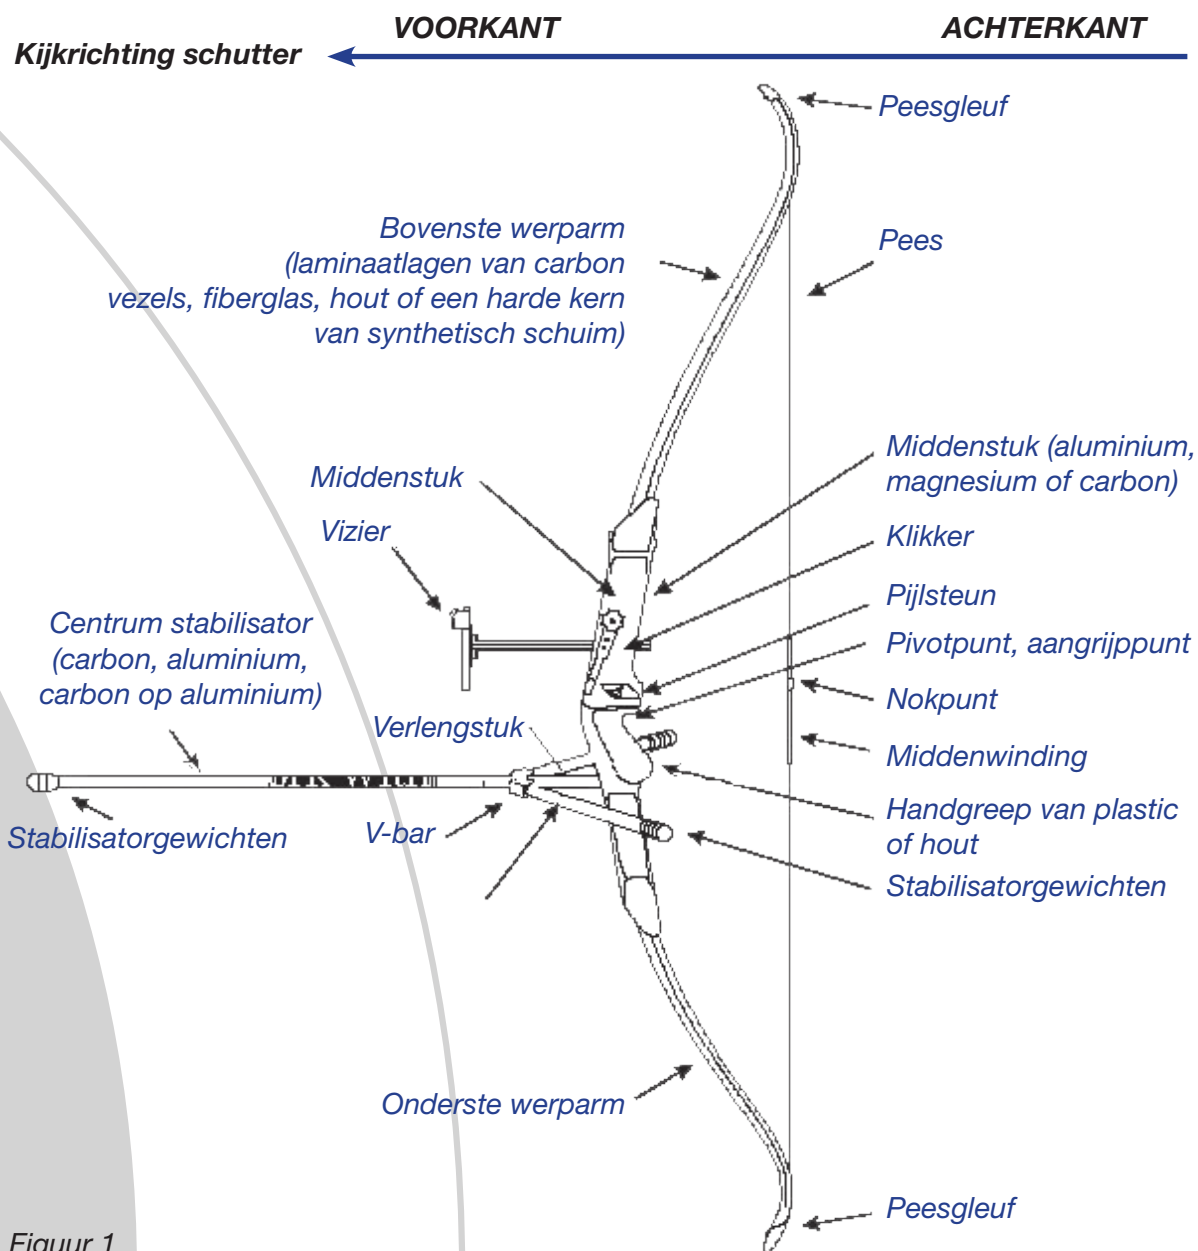 VOORKANT
ACHTERKANT
Kijkrichting schutter
Peesgleuf
Bovenste werparm
(laminaatlagen van carbon
vezels, fiberglas, hout of een harde kern
van synthetisch schuim)
Pees
Middenstuk
Vizier
Middenstuk (aluminium,
magnesium of carbon)
Klikker
Pijlsteun
Pivotpunt, aangrijppunt
Nokpunt
Middenwinding
Centrum stabilisator
(carbon, aluminium,
carbon op aluminium)
Verlengstuk
Stabilisatorgewichten
V-bar
Handgreep van plastic
of hout
Stabilisatorgewichten
Onderste werparm
Peesgleuf
Figuur 1